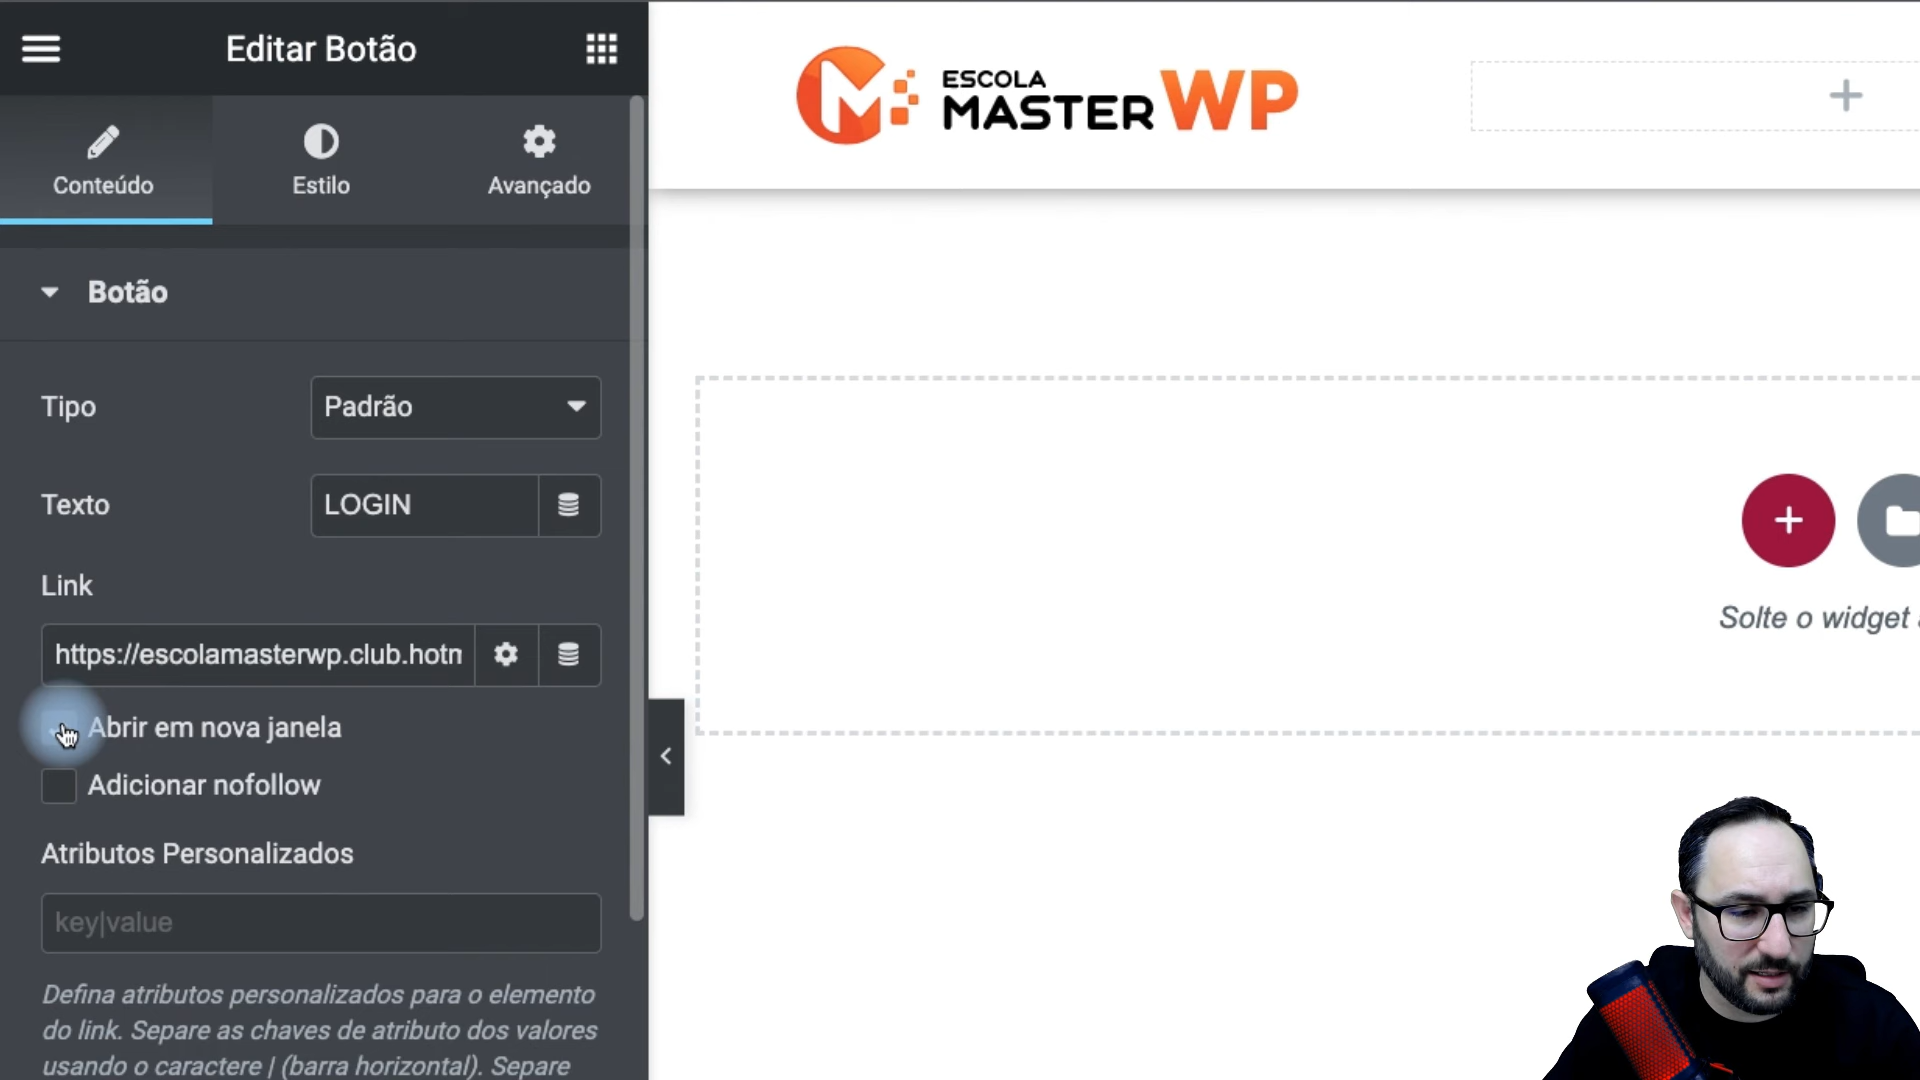 Editar Botão
Conteúdo
Estilo
Avançado
ESCOLA
MASTER WP
Botão
Tipo
Padrão
Texto
LOGIN
Link
https://escolamasterwp.club.hotm
Abrir em nova janela
Adicionar nofollow
Atributos Personalizados
key|value
Defina atributos personalizados para o elemento
do link. Separe as chaves de atributo dos valores
usando o caractere | (barra horizontal). Separe
Solte o widget